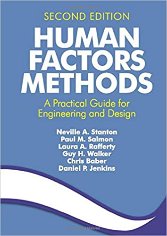 SECOND EDITION
HUMAN
FACTORS
METHODS
A Practical Guide for
Engineering and Design
Neville A. Stanton
Paul M. Salmon
Laura A. Rafferty
Guy H. Walker
Chris Baber
Daniel P. Jenkins